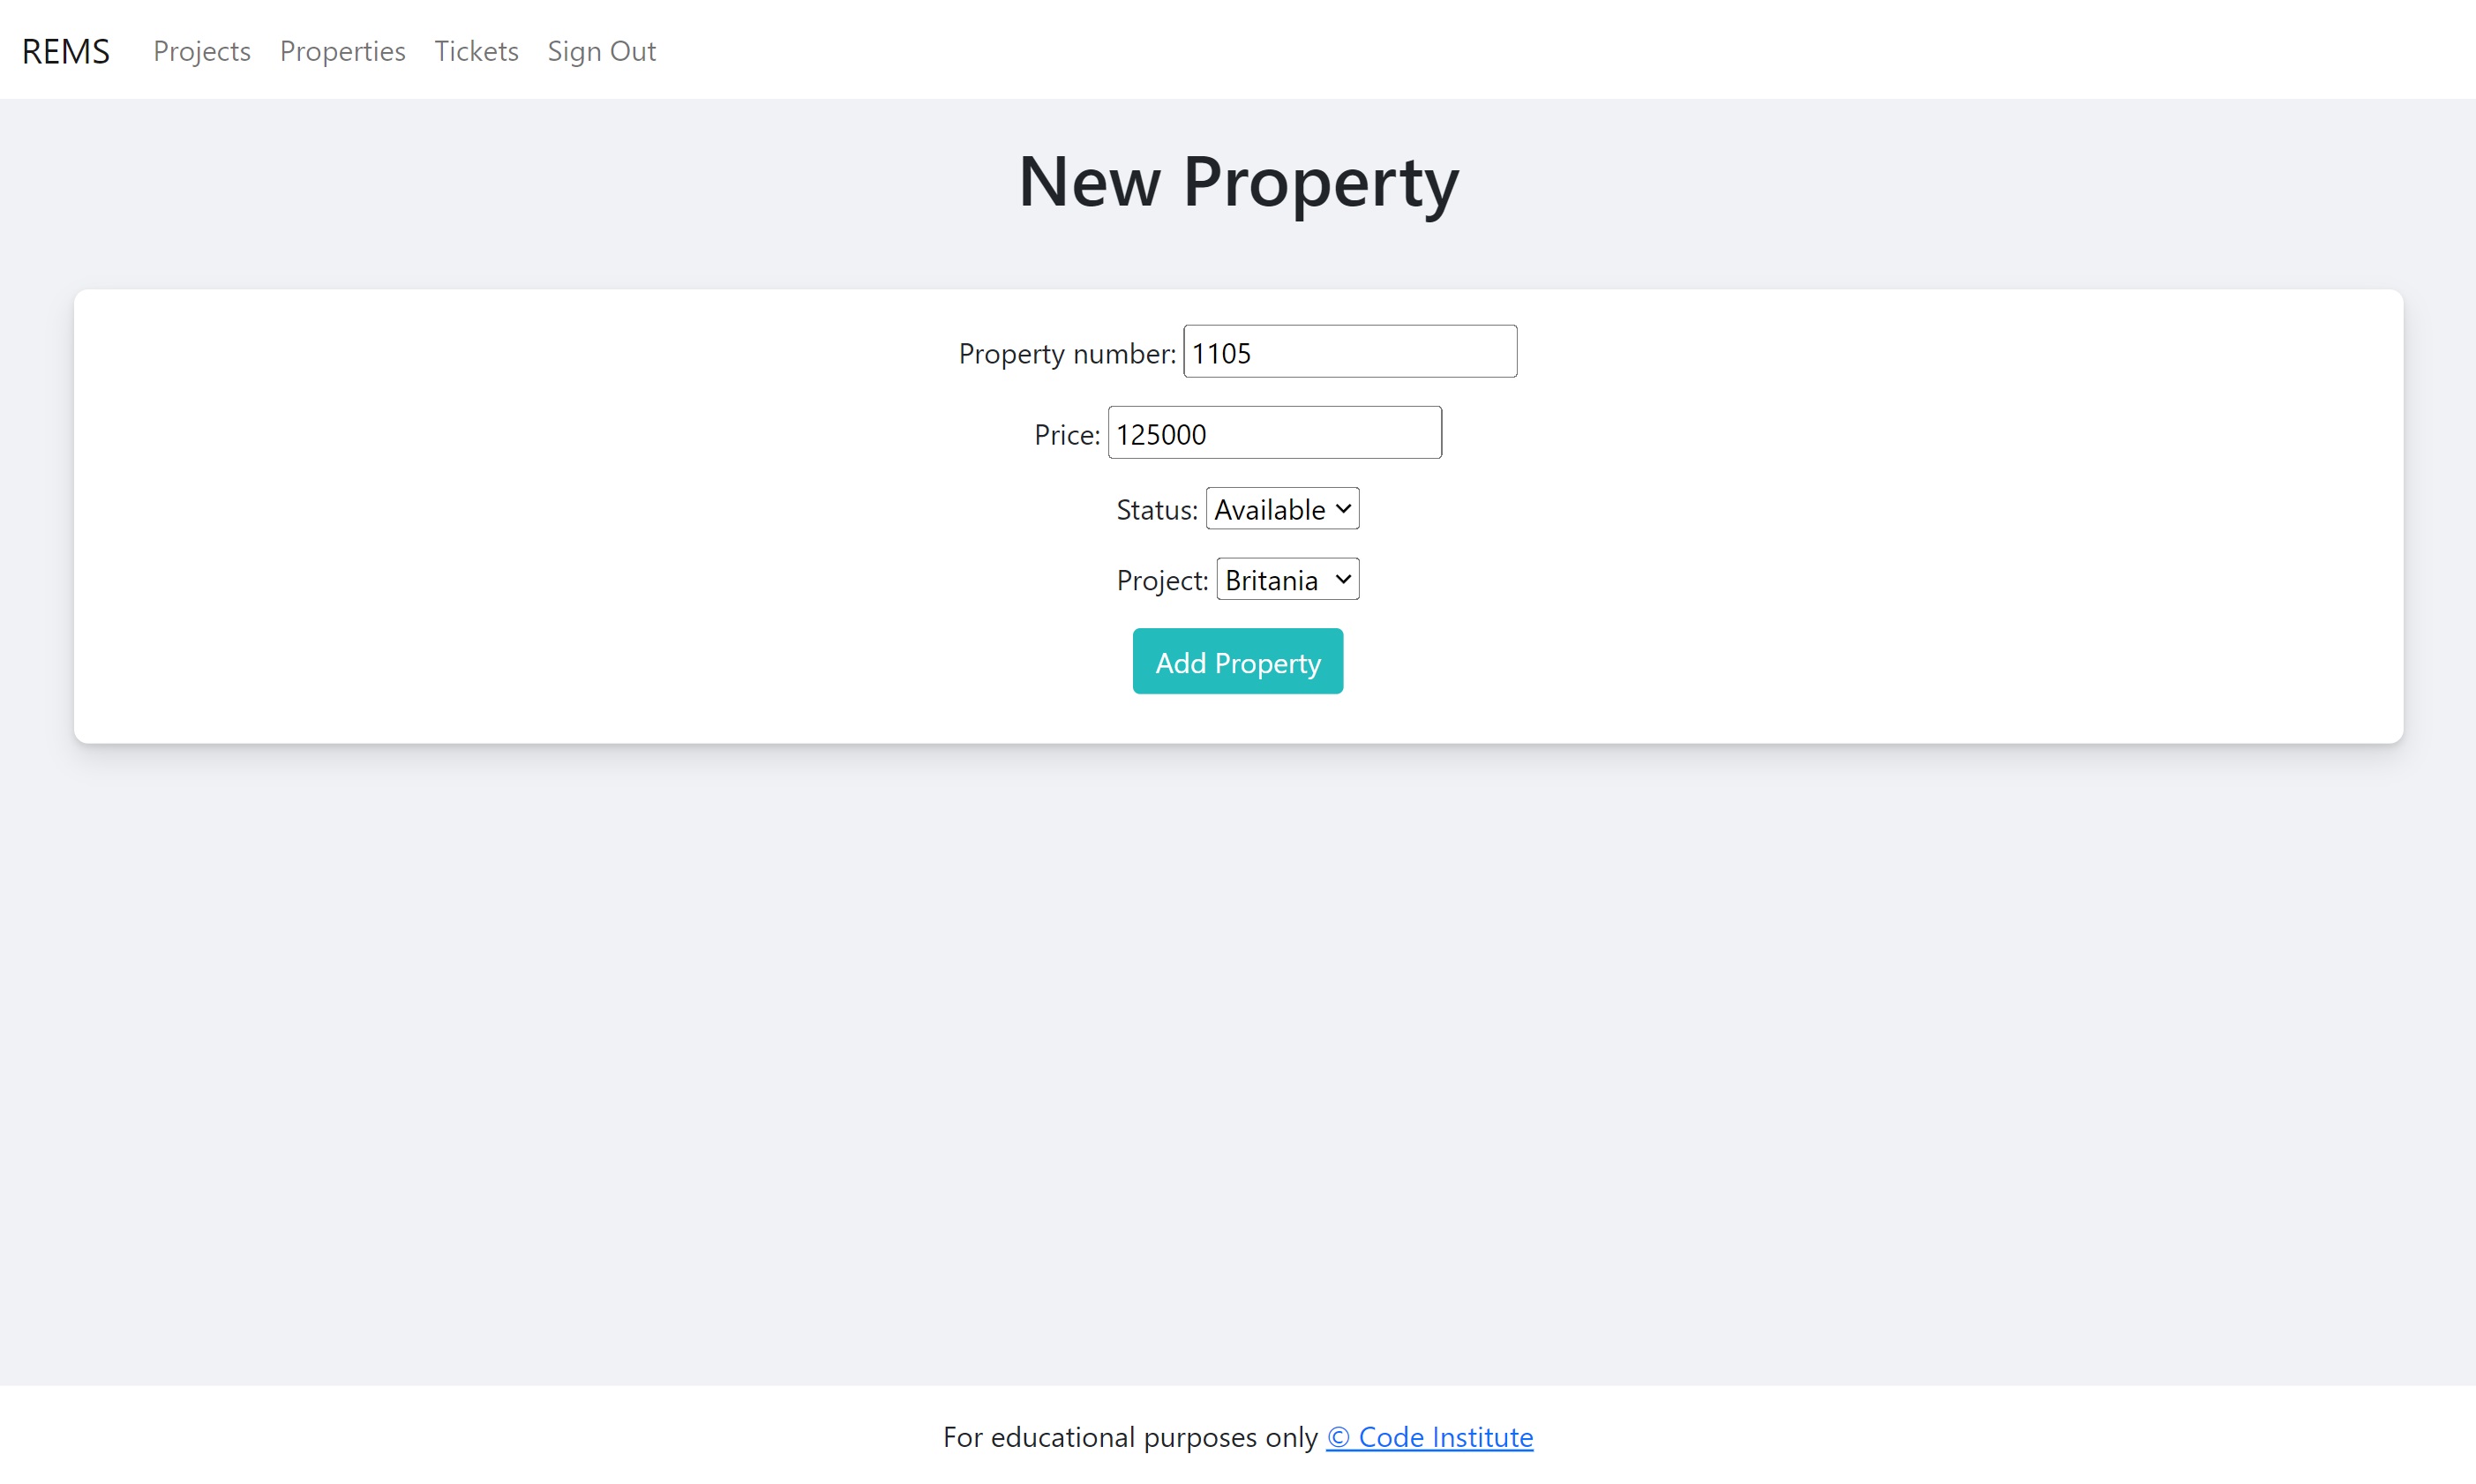 REMS Projects Properties Tickets Sign Out
New Property
Property number: 1105
Price: 125000
Status: Available
Project: Britania
Add Property
For educational purposes only © Code Institute